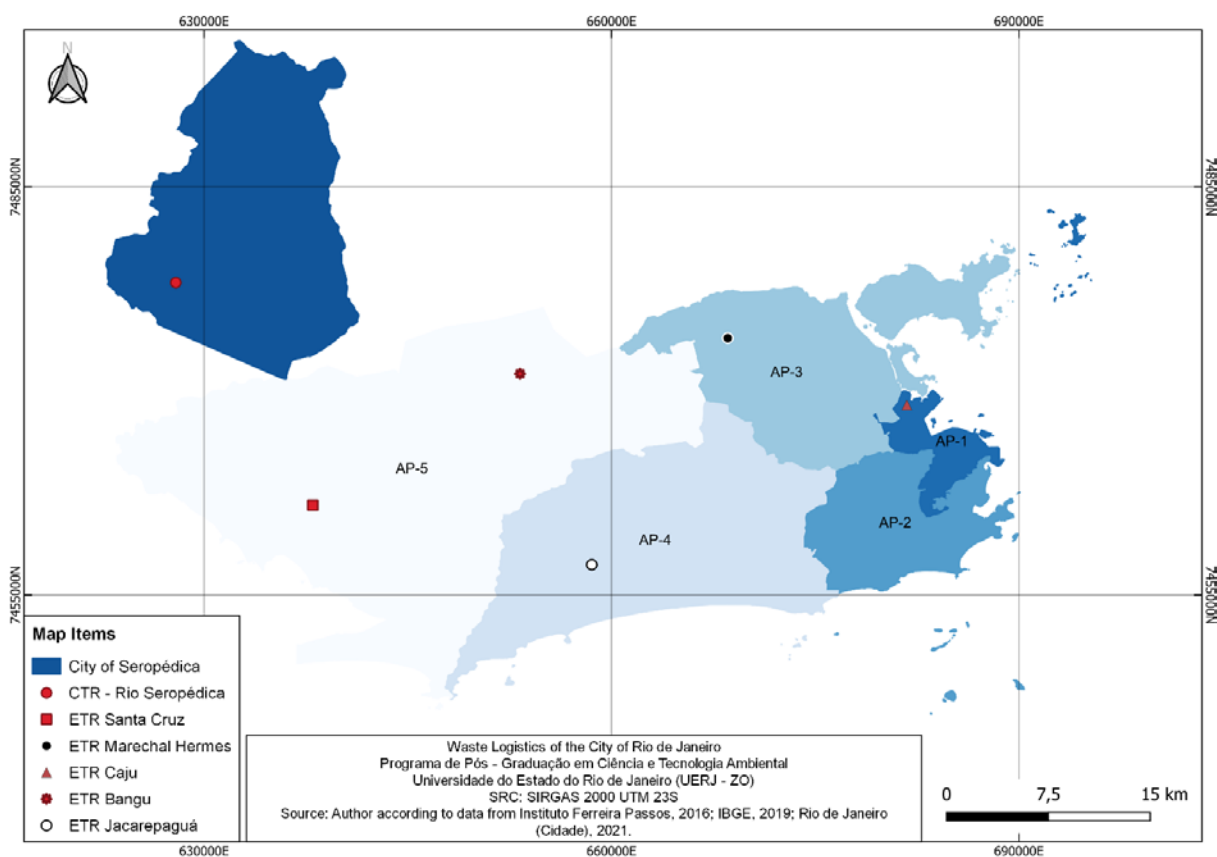 630000E 660000E 690000E
N
7485000N 7485000N
AP-3
AP-1
AP-5
AP-2
AP-4
7455000N 7455000N
Map Items
City of Seropédica
CTR - Rio Seropédica
ETR Santa Cruz
ETR Marechal Hermes
ETR Caju
ETR Bangu
ETR Jacarepaguá
Waste Logistics of the City of Rio de Janeiro
Programa de Pós - Graduação em Ciência e Tecnologia Ambiental
Universidade do Estado do Rio de Janeiro (UERJ - ZO)
SRC: SIRGAS 2000 UTM 23S
Source: Author according to data from Instituto Ferreira Passos, 2016; IBGE, 2019; Rio de Janeiro
(Cidade), 2021.
0 7,5 15 km
630000E 660000E 690000E